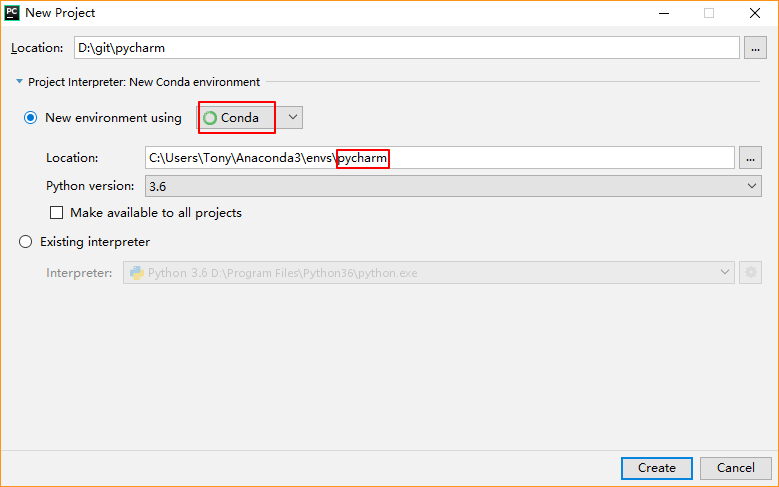 PC New Project
Location: D:\git\pycharm ...
Project Interpreter: New Conda environment
New environment using Conda
Location: C:\Users\Tony\Anaconda3\envs\pycharm ...
Python version: 3.6
Make available to all projects
Existing interpreter
Interpreter: Python 3.6 D:\Program Files\Python36\python.exe
Create Cancel